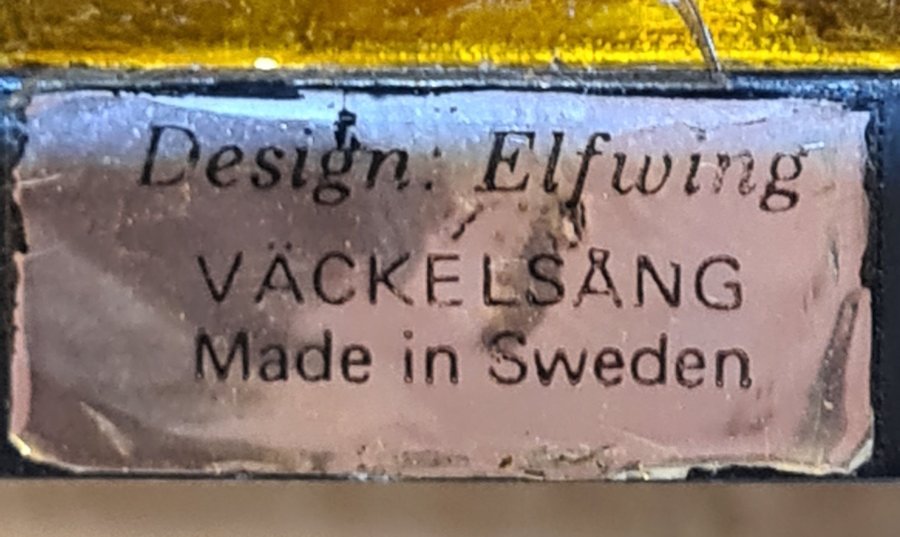 Design: Elfwing
VÄCKELSÅNG
Made in Sweden